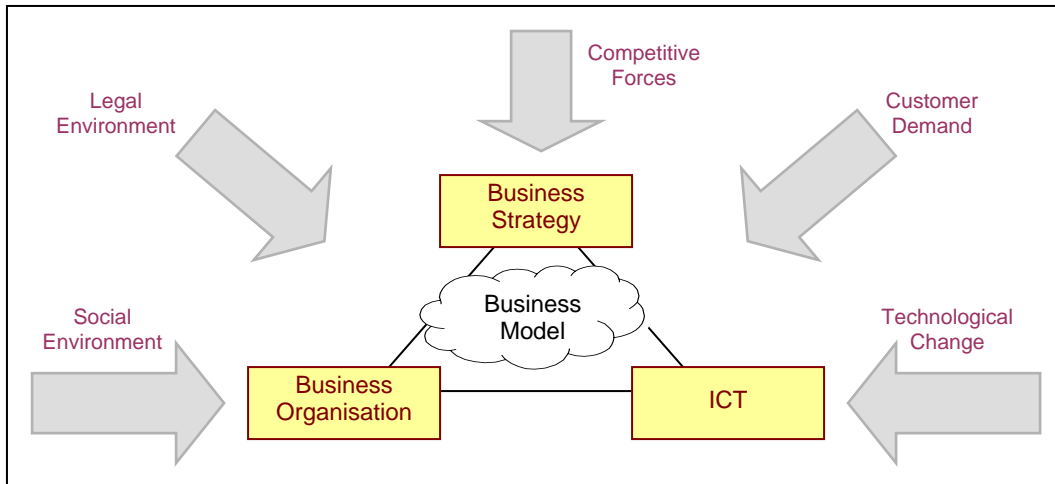 Competitive
Forces
Legal
Environment
Customer
Demand
Business
Strategy
Business
Model
Social
Environment
Technological
Change
Business
Organisation
ICT